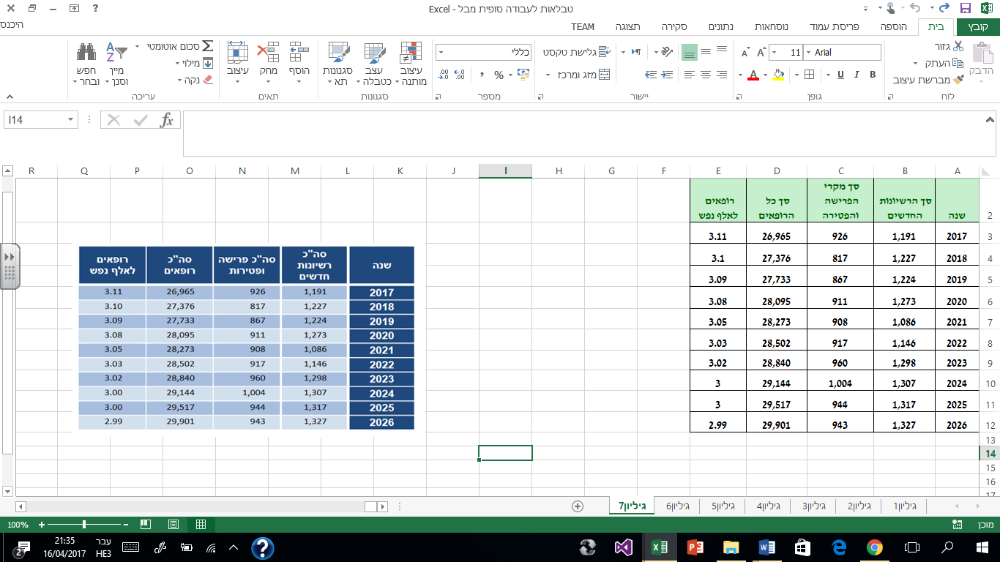 טבלאות לעבודה סופית מבל - Excel
קובץ בית הוספה פריסת עמוד נוסחאות נתונים סקירה תצוגה TEAM היכנס
הדבק
גזור
העתק
מברשת עיצוב
לוח
Arial 11
B I U
גופן
גלישת טקסט
מזג ומרכז
יישור
כללי
מספר
עיצוב מותנה
עצב כטבלה
סגנונות תא
סגנונות
הוסף
מחק
עיצוב
תאים
סכום אוטומטי
מילוי
נקה
מיין וסנן
חפש ובחר
עריכה
I14
fx
A B C D E F G H I J K L M N O P Q R
2 שנה סך הרשיונות החדשים סך מקרי הפרישה והפטירה סך כל הרופאים רופאים לאלף נפש
3 2017 1,191 926 26,965 3.11
4 2018 1,227 817 27,376 3.1
5 2019 1,224 867 27,733 3.09
6 2020 1,273 911 28,095 3.08
7 2021 1,086 908 28,273 3.05
8 2022 1,146 917 28,502 3.03
9 2023 1,298 960 28,840 3.02
10 2024 1,307 1,004 29,144 3
11 2025 1,317 944 29,517 3
12 2026 1,327 943 29,901 2.99
13
14
15
16
17
שנה סה"כ רשיונות חדשים סה"כ פרישה ופטירות סה"כ רופאים רופאים לאלף נפש
2017 1,191 926 26,965 3.11
2018 1,227 817 27,376 3.10
2019 1,224 867 27,733 3.09
2020 1,273 911 28,095 3.08
2021 1,086 908 28,273 3.05
2022 1,146 917 28,502 3.03
2023 1,298 960 28,840 3.02
2024 1,307 1,004 29,144 3.00
2025 1,317 944 29,517 3.00
2026 1,327 943 29,901 2.99
גיליון1 גיליון2 גיליון3 גיליון4 גיליון5 גיליון6 גיליון7
מוכן
100%
21:35
16/04/2017
עבר
HE3
2